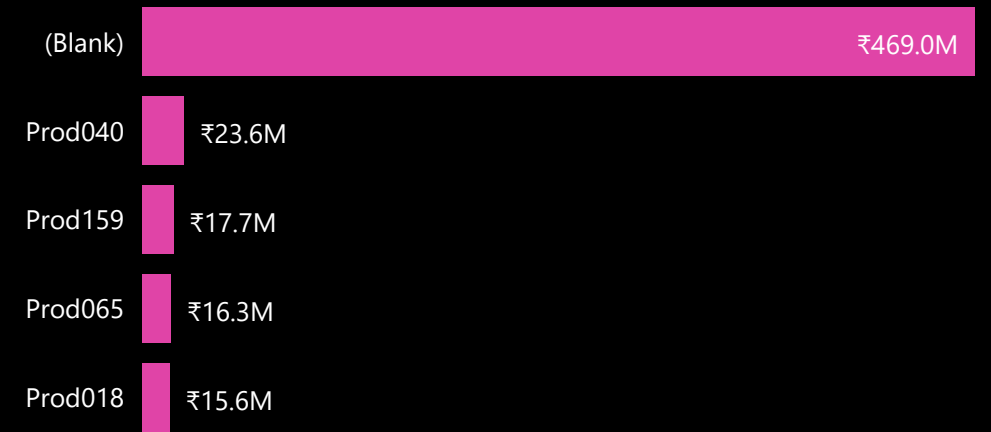 (Blank) ₹469.0M
Prod040 ₹23.6M
Prod159 ₹17.7M
Prod065 ₹16.3M
Prod018 ₹15.6M